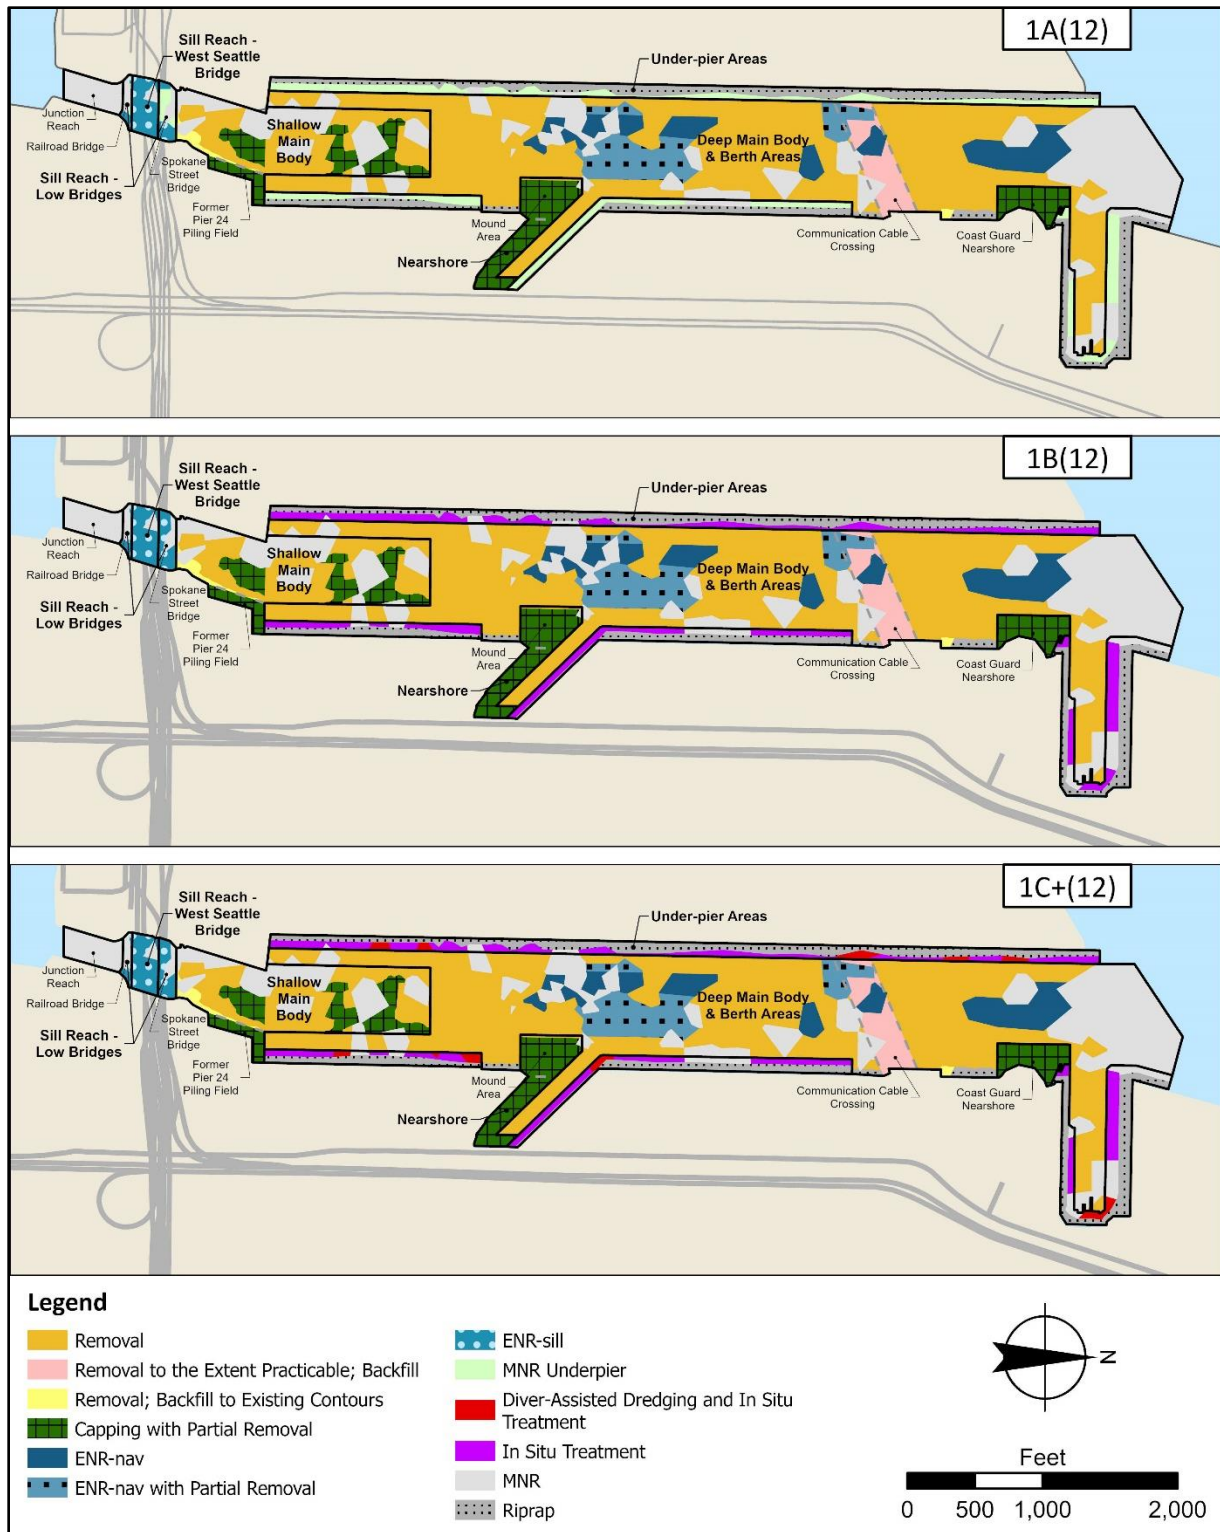 1A(12)
Sill Reach -
West Seattle
Bridge
Under-pier Areas
Junction
Reach
Railroad Bridge
Shallow
Main
Body
Deep Main Body
& Berth Areas
Sill Reach -
Low Bridges
Spokane
Street
Bridge
Former
Pier 24
Piling Field
Mound
Area
Nearshore
Communication Cable
Crossing
Coast Guard
Nearshore
1B(12)
Sill Reach -
West Seattle
Bridge
Under-pier Areas
Junction
Reach
Railroad Bridge
Shallow
Main
Body
Deep Main Body
& Berth Areas
Sill Reach -
Low Bridges
Spokane
Street
Bridge
Former
Pier 24
Piling Field
Mound
Area
Nearshore
Communication Cable
Crossing
Coast Guard
Nearshore
1C+(12)
Sill Reach -
West Seattle
Bridge
Under-pier Areas
Junction
Reach
Railroad Bridge
Shallow
Main
Body
Deep Main Body
& Berth Areas
Sill Reach -
Low Bridges
Spokane
Street
Bridge
Former
Pier 24
Piling Field
Mound
Area
Nearshore
Communication Cable
Crossing
Coast Guard
Nearshore
Legend
Removal
Removal to the Extent Practicable; Backfill
Removal; Backfill to Existing Contours
Capping with Partial Removal
ENR-nav
ENR-nav with Partial Removal
ENR-sill
MNR Underpier
Diver-Assisted Dredging and In Situ
Treatment
In Situ Treatment
MNR
Riprap
N
Feet
0 500 1,000 2,000